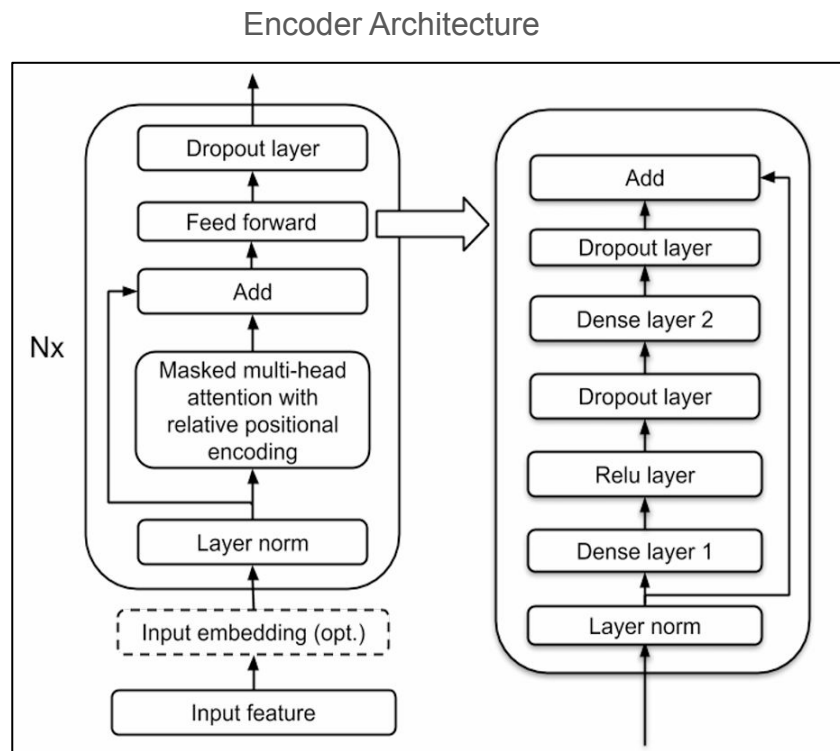 Encoder Architecture
Dropout layer
Feed forward
Add
Nx
Masked multi-head
attention with
relative positional
encoding
Layer norm
Input embedding (opt.)
Input feature
Add
Dropout layer
Dense layer 2
Dropout layer
Relu layer
Dense layer 1
Layer norm